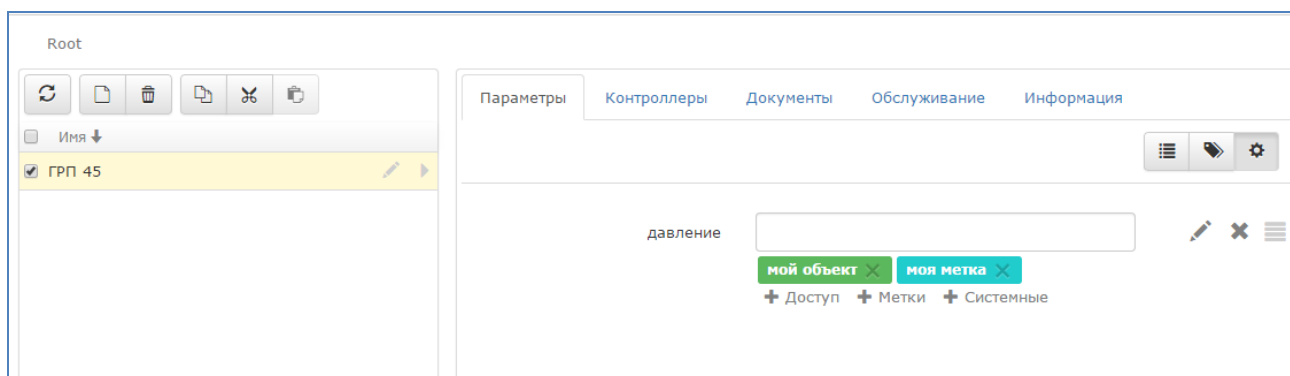 Root
Имя
ГРП 45
Параметры Контроллеры Документы Обслуживание Информация
давление
мой объект моя метка
Доступ Метки Системные